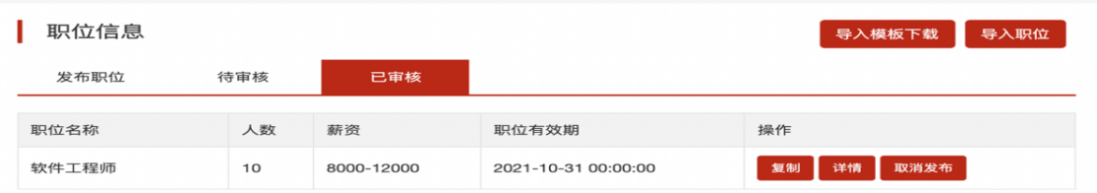 职位信息
导入模板下载 导入职位
发布职位 待审核 已审核
职位名称 人数 薪资 职位有效期 操作
软件工程师 10 8000-12000 2021-10-31 00:00:00 复制 详情 取消发布